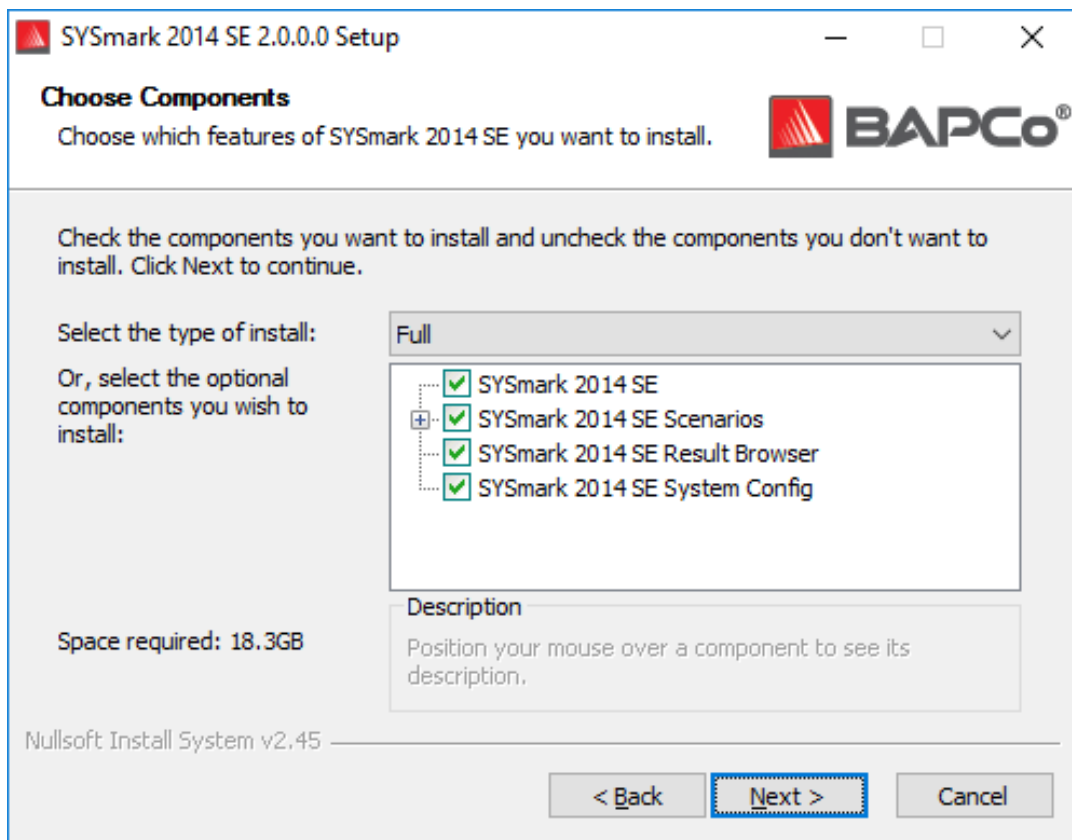 SYSmark 2014 SE 2.0.0.0 Setup
Choose Components
Choose which features of SYSmark 2014 SE you want to install.
BAPCo®
Check the components you want to install and uncheck the components you don't want to
install. Click Next to continue.
Select the type of install:
Full
Or, select the optional
components you wish to
install:
SYSmark 2014 SE
SYSmark 2014 SE Scenarios
SYSmark 2014 SE Result Browser
SYSmark 2014 SE System Config
Space required: 18.3GB
Description
Position your mouse over a component to see its
description.
Nullsoft Install System v2.45
< Back
Next >
Cancel